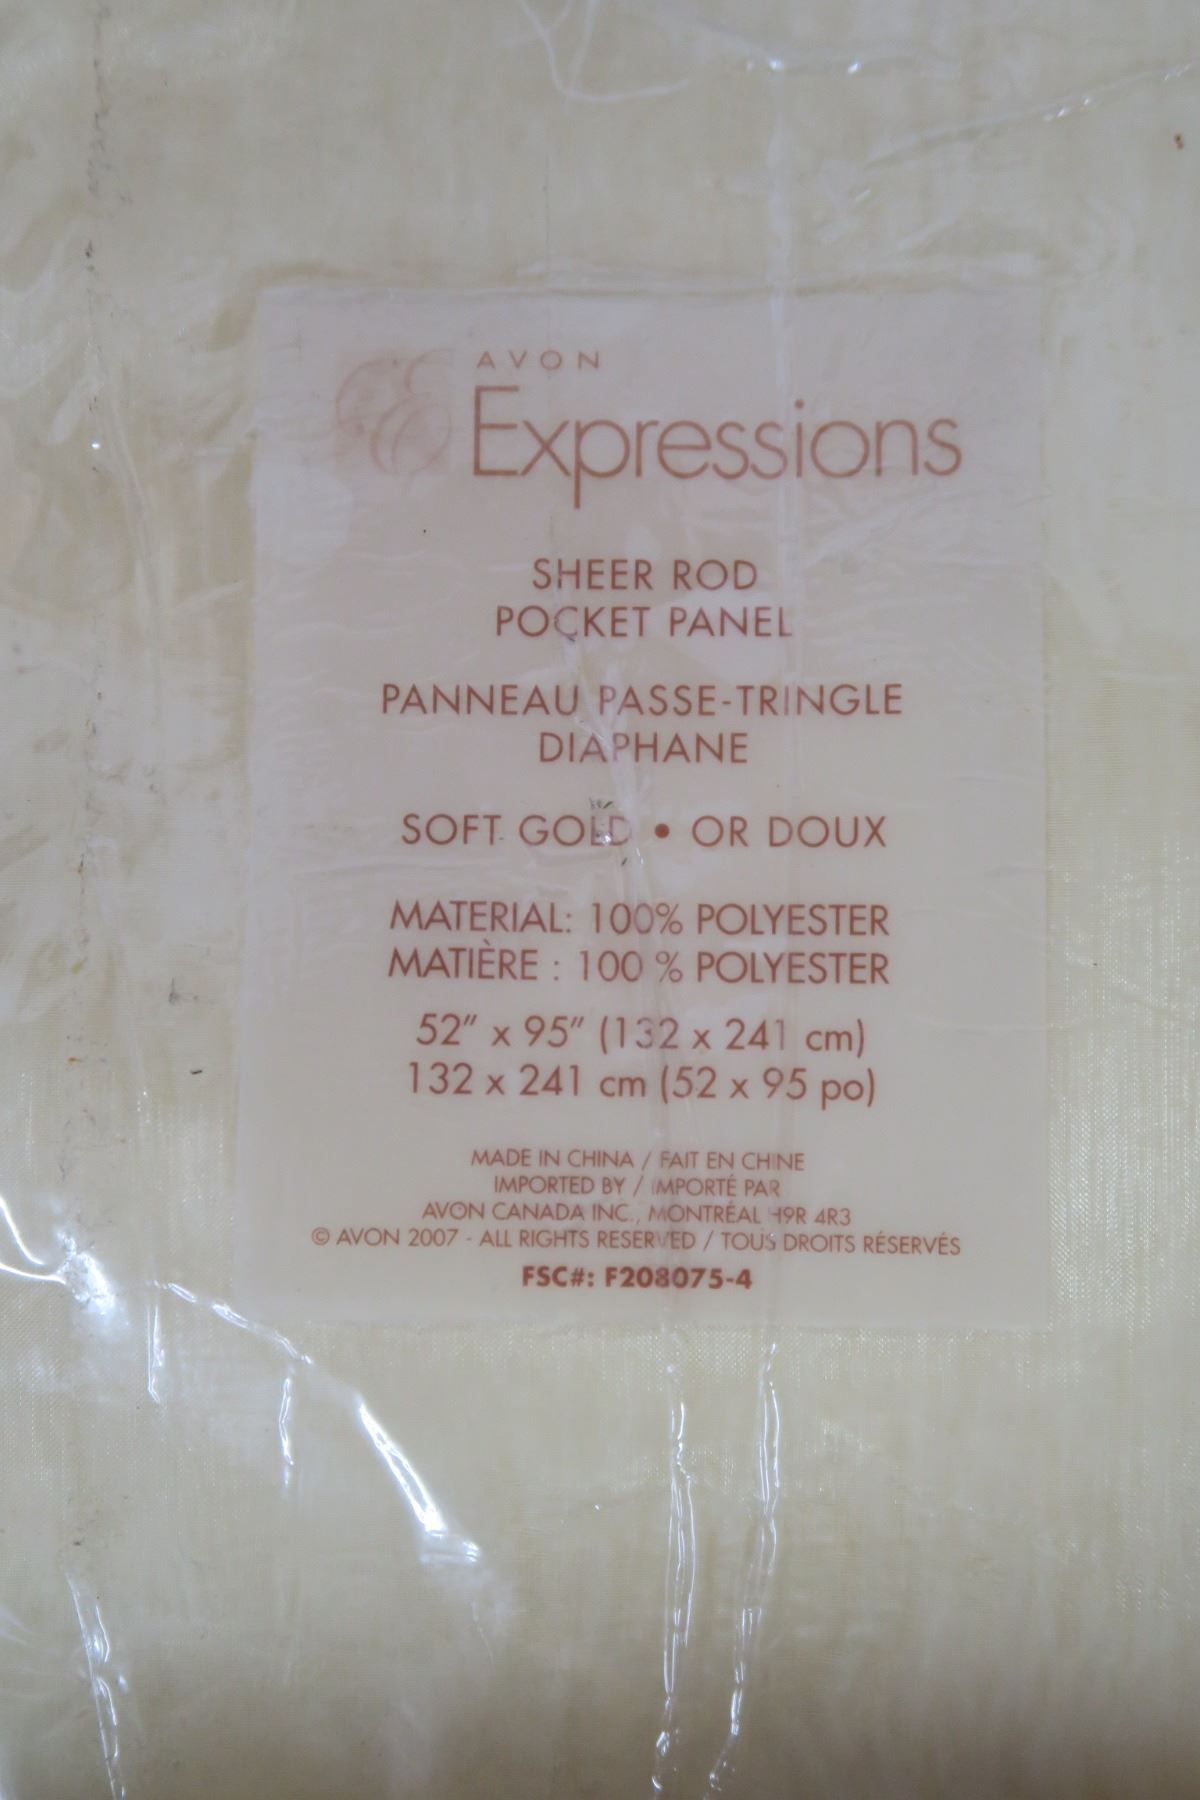 AVON
Expressions
SHEER ROD
POCKET PANEL
PANNEAU PASSE-TRINGLE
DIAPHANE
SOFT GOLD • OR DOUX
MATERIAL: 100% POLYESTER
MATIÈRE : 100 % POLYESTER
52" x 95" (132 x 241 cm)
132 x 241 cm (52 x 95 po)
MADE IN CHINA / FAIT EN CHINE
IMPORTED BY / IMPORTÉ PAR
AVON CANADA INC., MONTRÉAL H9R 4R3
© AVON 2007 - ALL RIGHTS RESERVED / TOUS DROITS RÉSERVÉS
FSC#: F208075-4